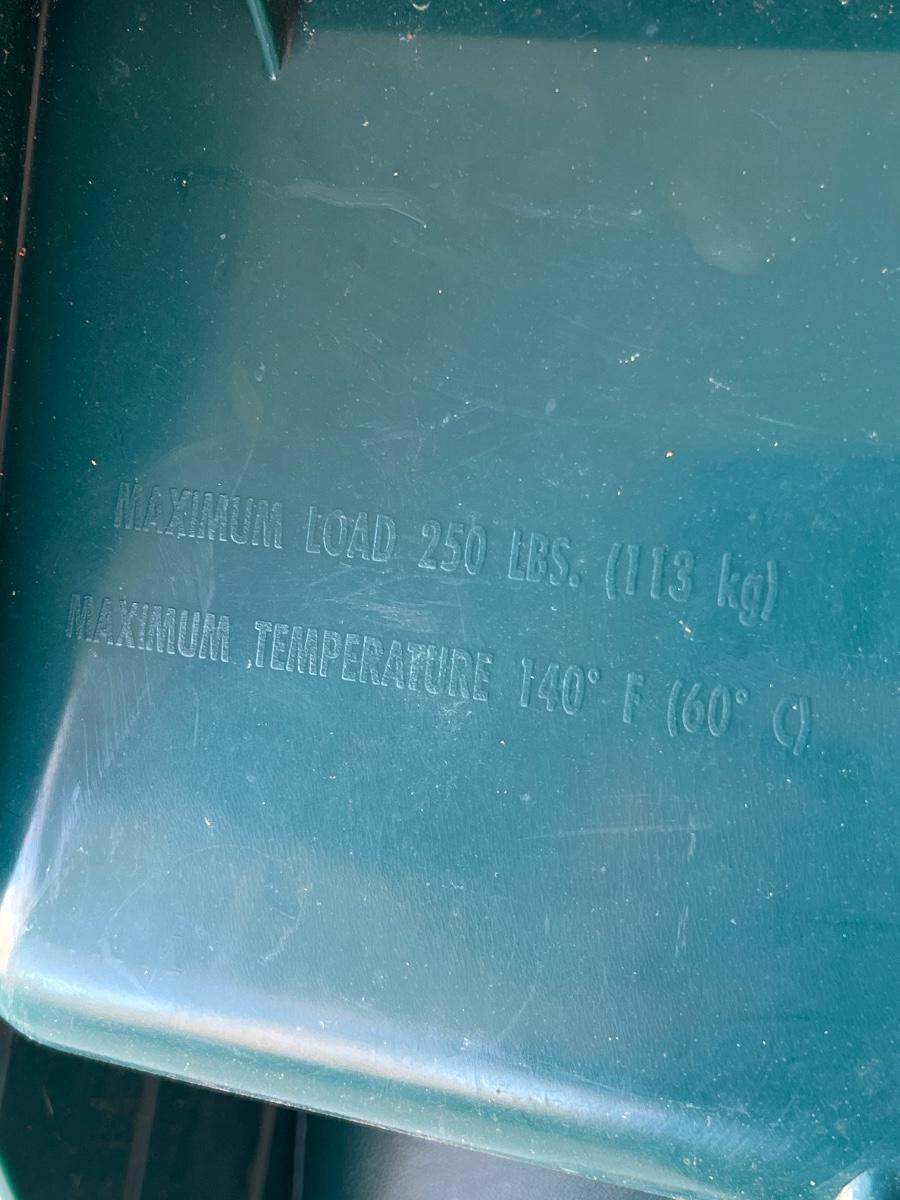 MAXIMUM LOAD 250 LBS. (113 kg)
MAXIMUM TEMPERATURE 140° F (60° C)